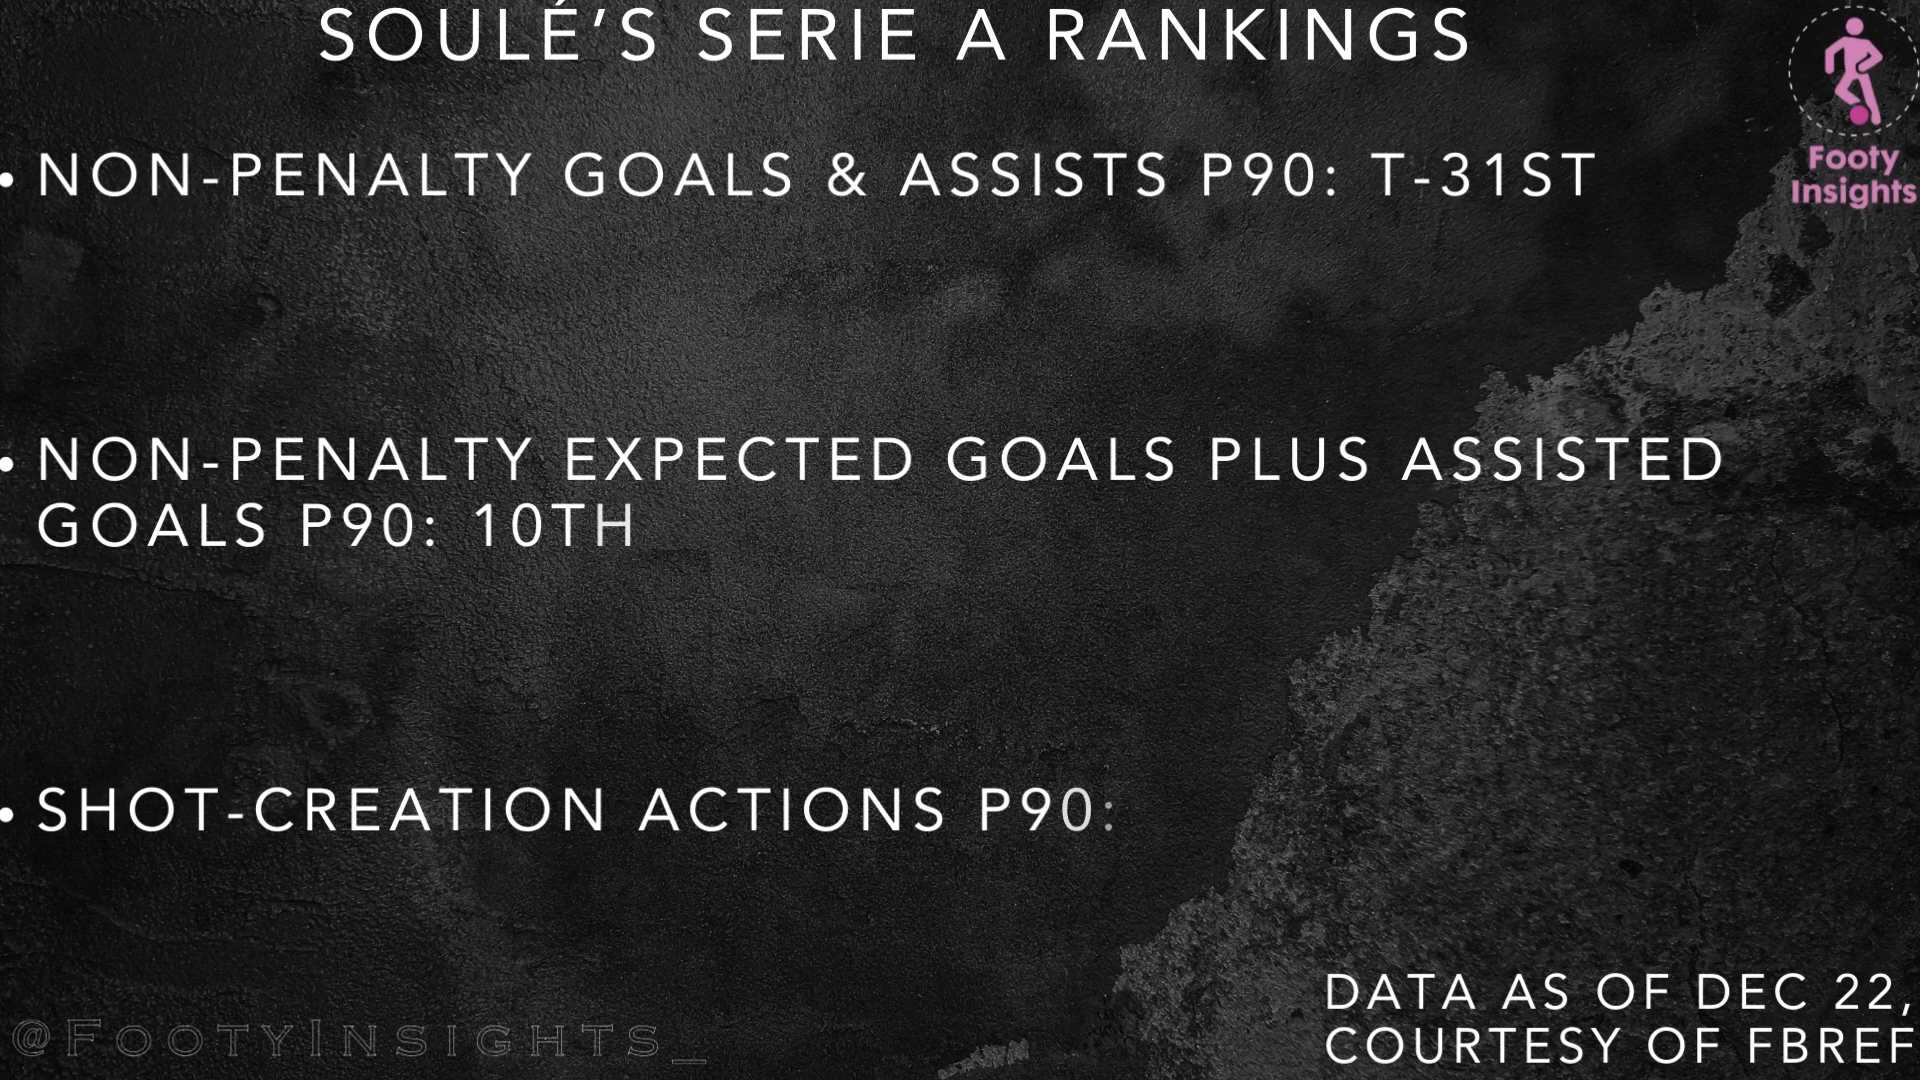 SOULÉ’S SERIE A RANKINGS
Footy
Insights
• NON-PENALTY GOALS & ASSISTS P90: T-31ST
• NON-PENALTY EXPECTED GOALS PLUS ASSISTED
GOALS P90: 10TH
• SHOT-CREATION ACTIONS P90:
DATA AS OF DEC 22,
COURTESY OF FBREF
@FOOTYINSIGHTS_